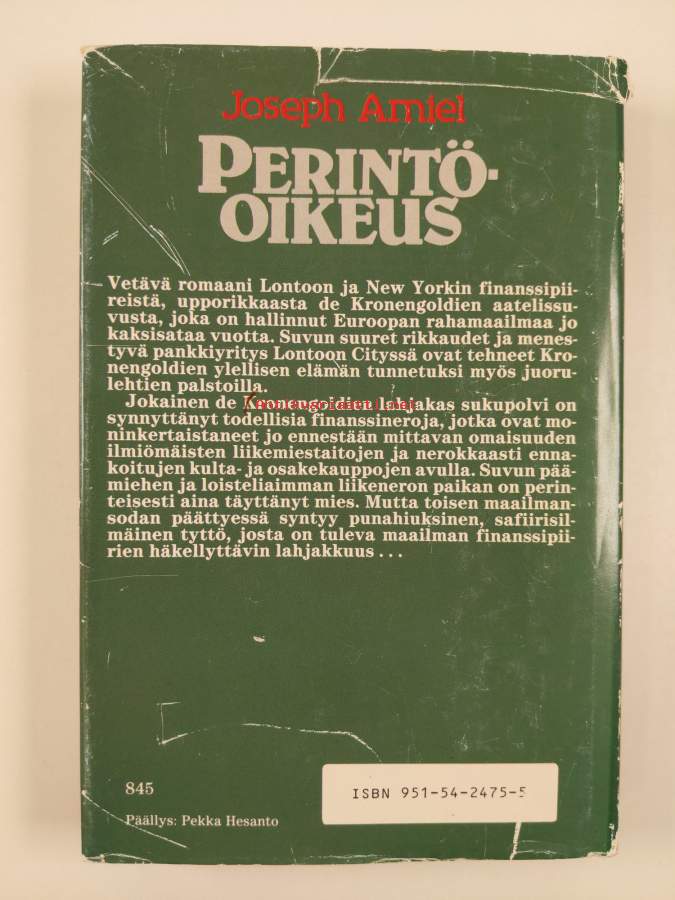 Joseph Amiel
PERINTÖ-
OIKEUS
Vetävä romaani Lontoon ja New Yorkin finanssipii-
reistä, upporikkaasta de Kronengoldien aatelissu-
vusta, joka on hallinnut Euroopan rahamaailmaa jo
kaksisataa vuotta. Suvun suuret rikkaudet ja menes-
tyvä pankkiyritys Lontoon Cityssä ovat tehneet Kro-
nengoldien ylellisen elämän tunnetuksi myös juoru-
lehtien palstoilla.
Jokainen de lahjakas sukupolvi on
synnyttänyt todellisia finanssineroja, jotka ovat mo-
ninkertaistaneet jo ennestään mittavan omaisuuden
ilmiömäisten liikemiestaitojen ja nerokkaasti enna-
koitujen kulta- ja osakekauppojen avulla. Suvun pää-
miehen ja loisteliaimman liikeneron paikan on perin-
teisesti aina täyttänyt mies. Mutta toisen maailman-
sodan päättyessä syntyy punahiuksinen, safiirisil-
mäinen tyttö, josta on tuleva maailman finanssipii-
rien häkellyttävin lahjakkuus ...
845
ISBN 951-54-2475-5
Päällys: Pekka Hesanto